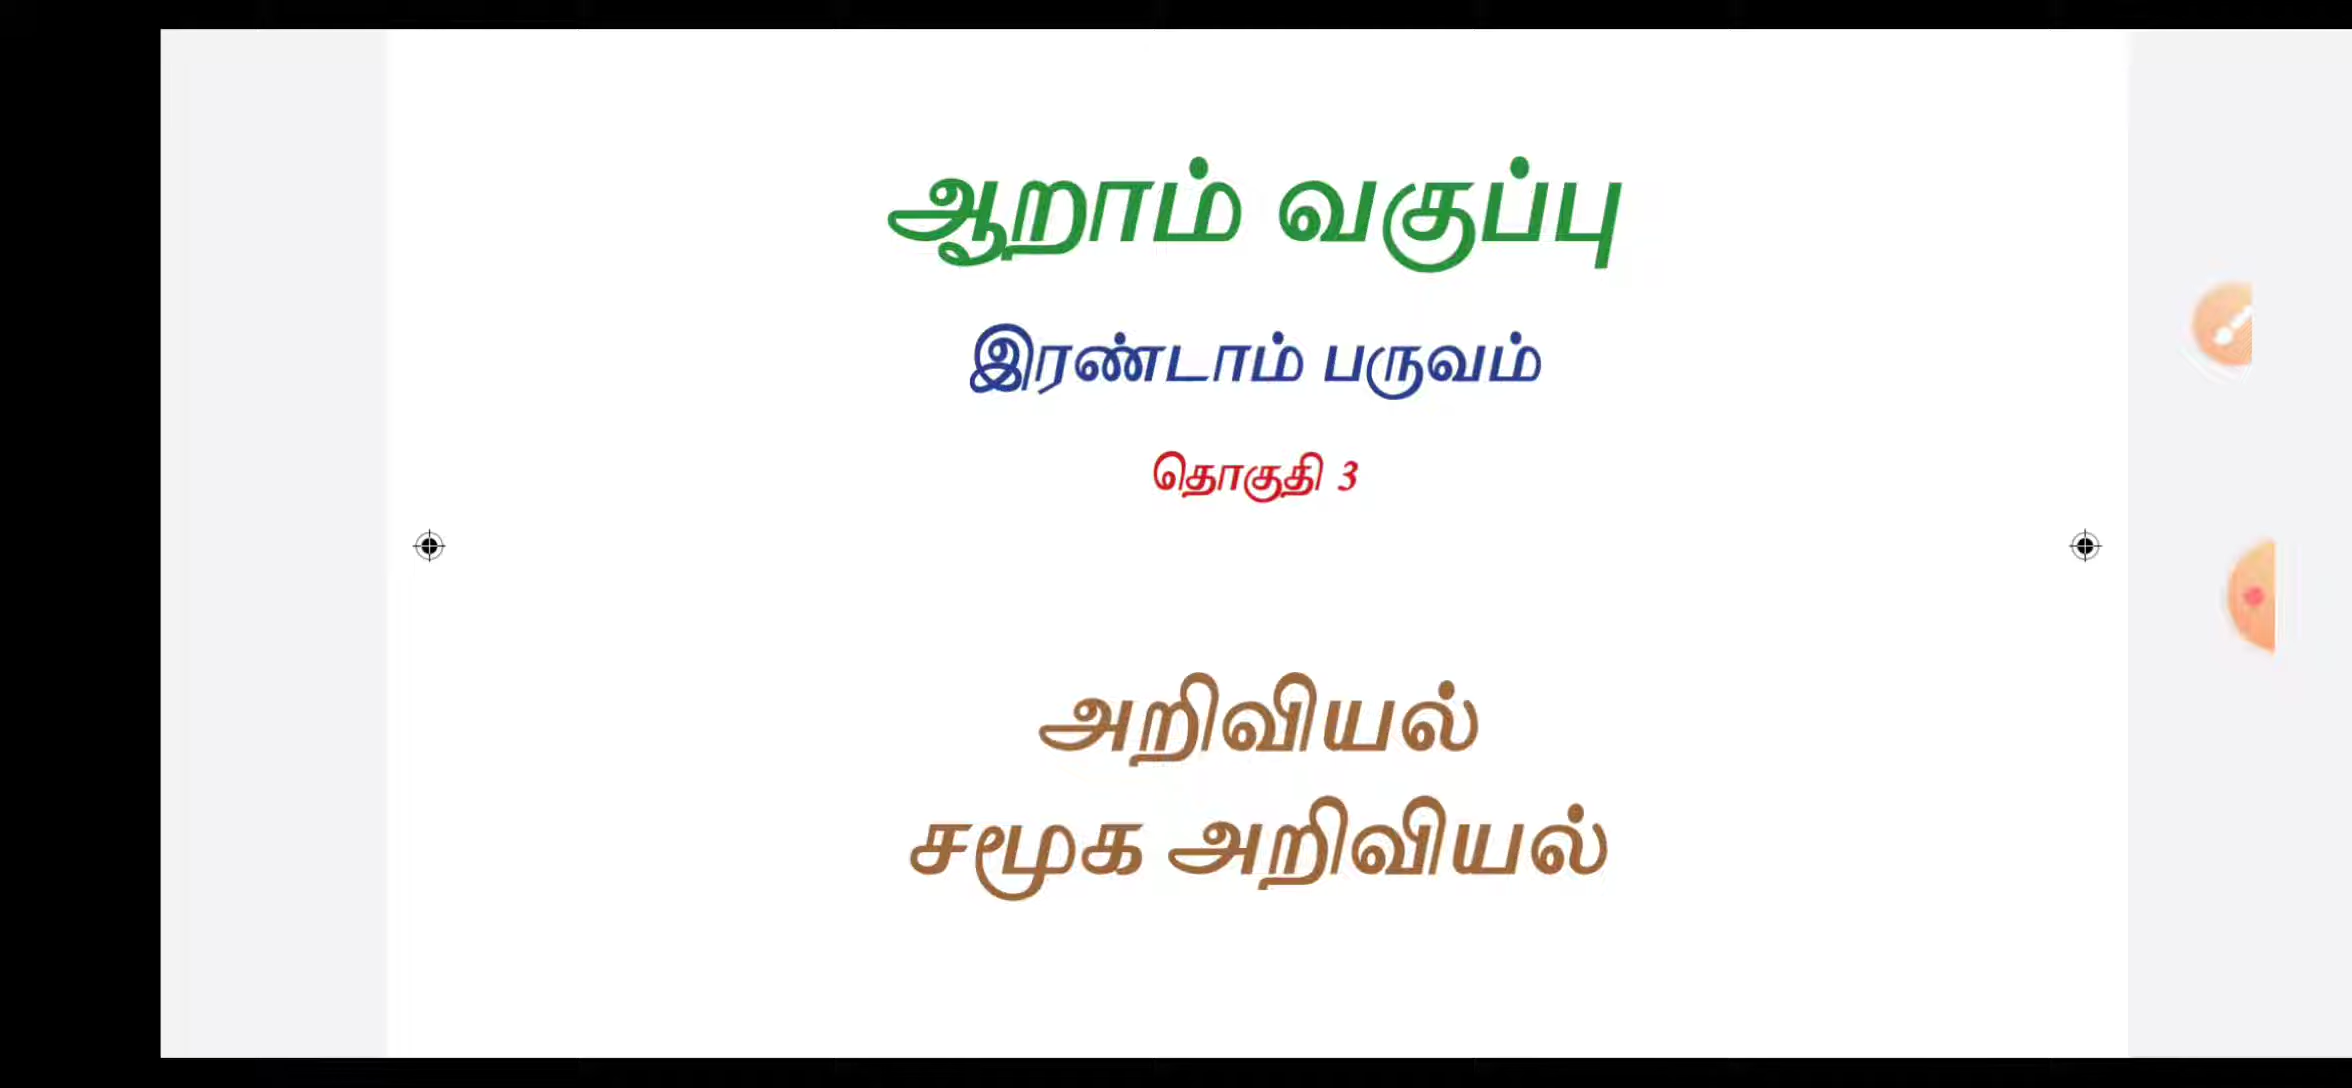 ஆறாம் வகுப்பு
இரண்டாம் பருவம்
தொகுதி 3
அறிவியல்
சமூக அறிவியல்